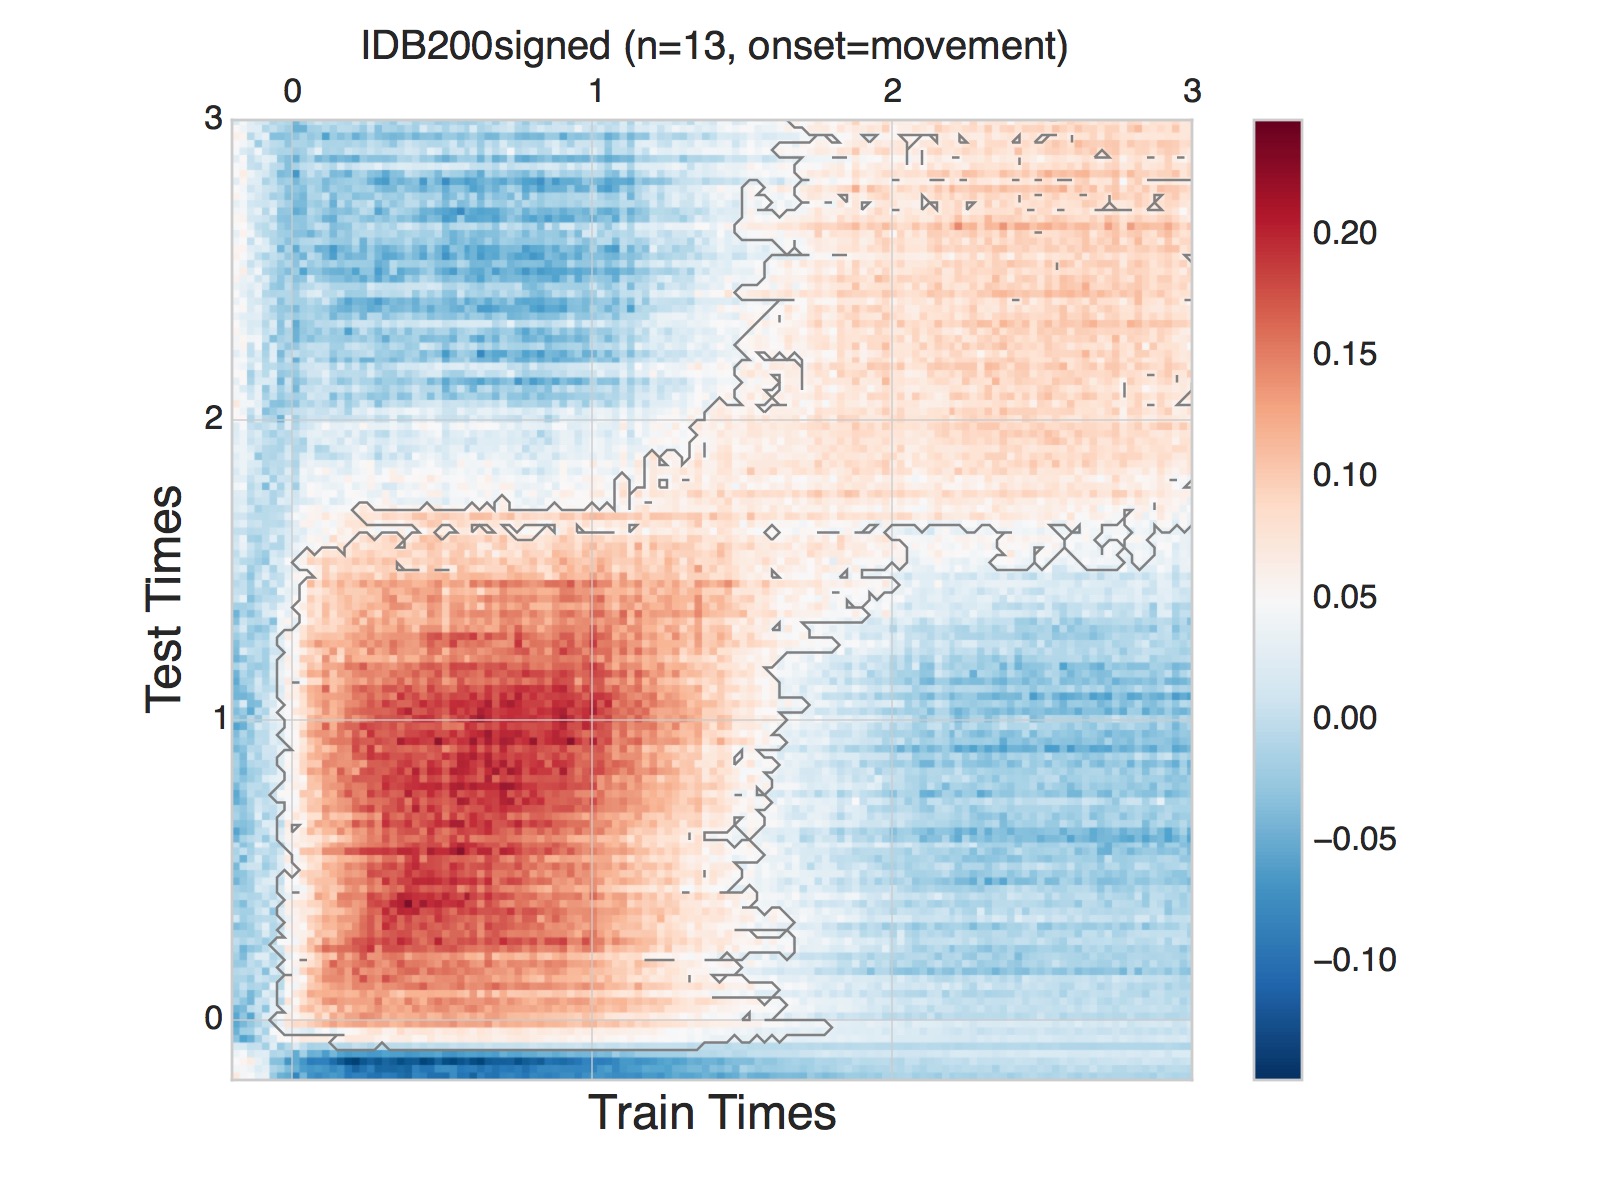 IDB200signed (n=13, onset=movement)
0 1 2 3
3
2
1
0
Test Times
Train Times
0.20
0.15
0.10
0.05
0.00
−0.05
−0.10